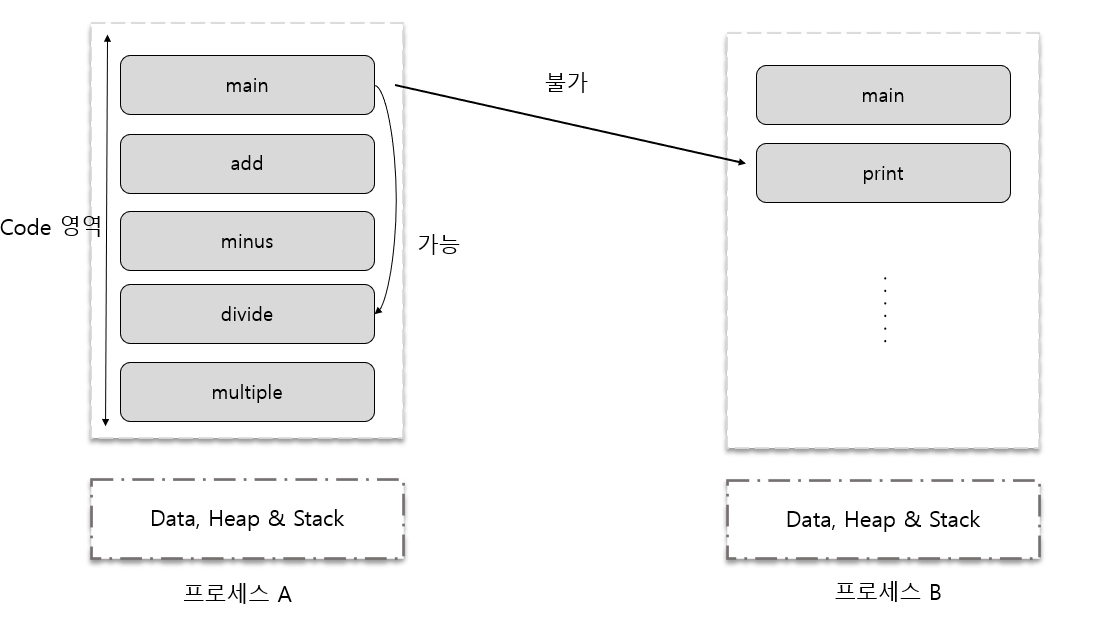 main
add
Code 영역
minus
가능
divide
multiple
Data, Heap & Stack
프로세스 A
불가
main
print
Data, Heap & Stack
프로세스 B